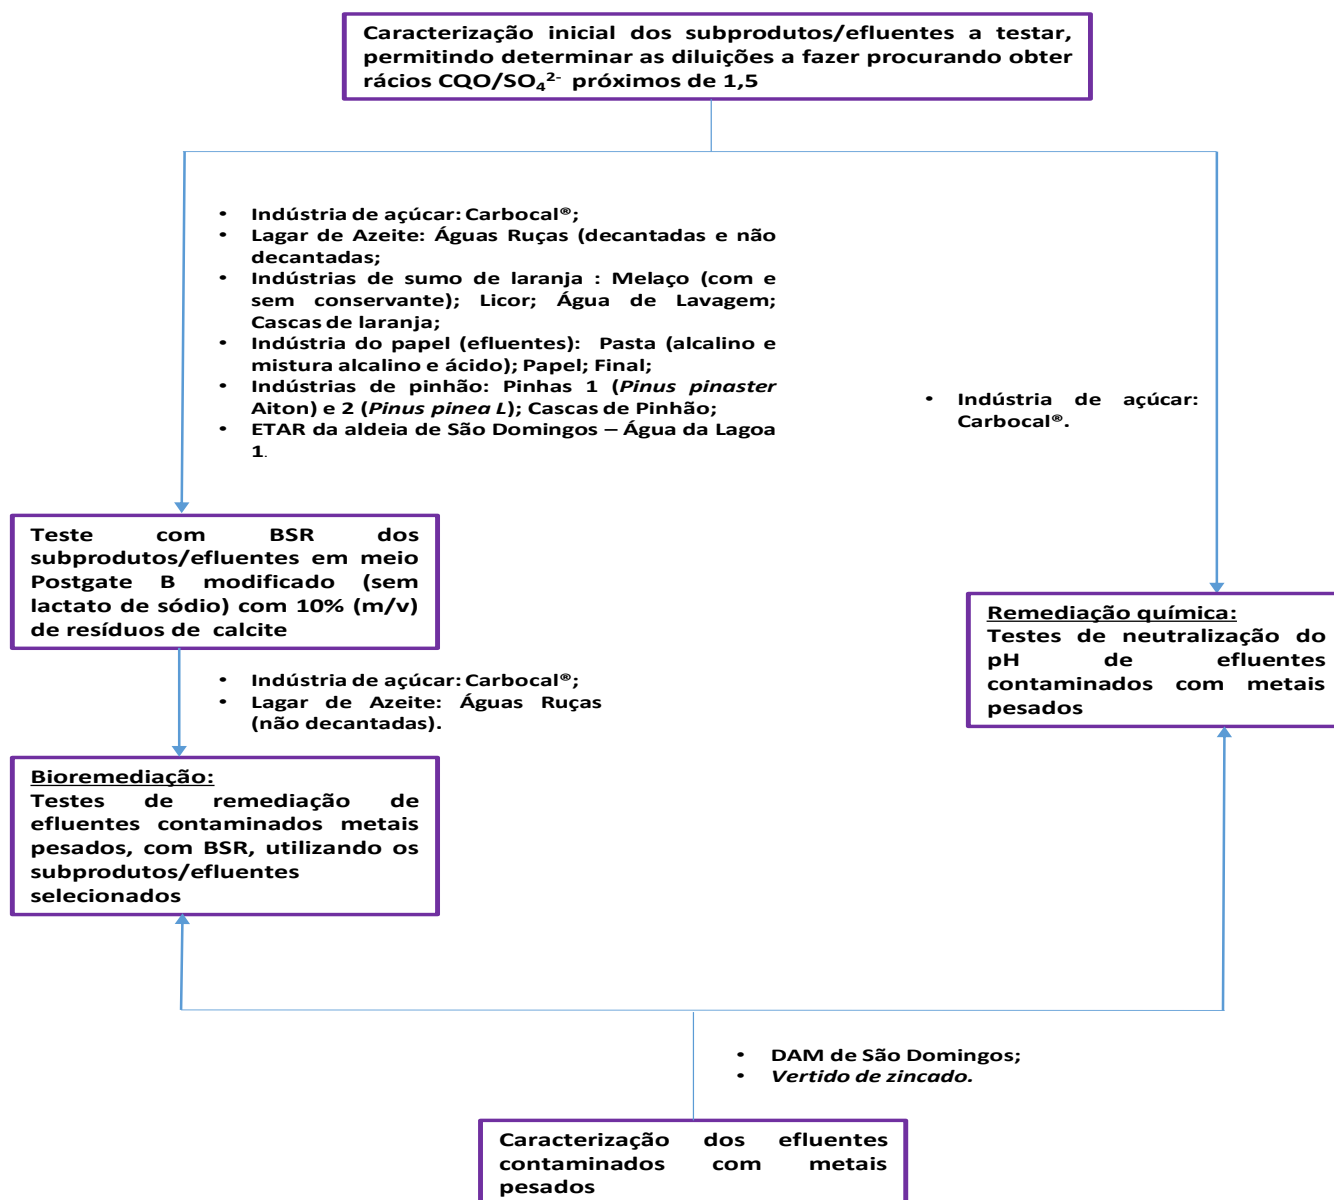 Caracterização inicial dos subprodutos/efluentes a testar,
permitindo determinar as diluições a fazer procurando obter
rácios CQO/SO₄²⁻ próximos de 1,5
• Indústria de açúcar: Carbocal®;
• Lagar de Azeite: Águas Ruças (decantadas e não
decantadas;
• Indústrias de sumo de laranja : Melaço (com e
sem conservante); Licor; Água de Lavagem;
Cascas de laranja;
• Indústria do papel (efluentes): Pasta (alcalino e
mistura alcalino e ácido); Papel; Final;
• Indústrias de pinhão: Pinhas 1 (Pinus pinaster
Aiton) e 2 (Pinus pinea L); Cascas de Pinhão;
• ETAR da aldeia de São Domingos – Água da Lagoa
1.
• Indústria de açúcar:
Carbocal®.
Teste com BSR dos
subprodutos/efluentes em meio
Postgate B modificado (sem
lactato de sódio) com 10% (m/v)
de resíduos de calcite
Remediação química:
Testes de neutralização do
pH de efluentes
contaminados com metais
pesados
• Indústria de açúcar: Carbocal®;
• Lagar de Azeite: Águas Ruças
(não decantadas).
Bioremediação:
Testes de remediação de
efluentes contaminados metais
pesados, com BSR, utilizando os
subprodutos/efluentes
selecionados
• DAM de São Domingos;
• Vertido de zincado.
Caracterização dos efluentes
contaminados com metais
pesados